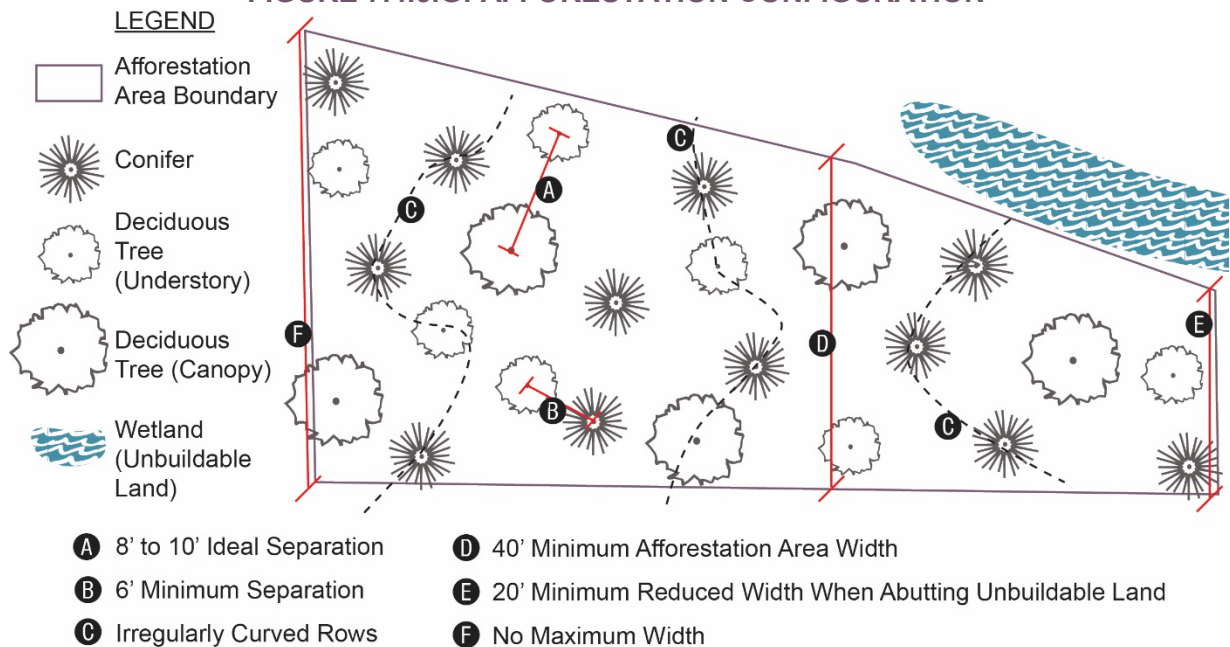 LEGEND
Afforestation
Area Boundary
Conifer
Deciduous
Tree
(Understory)
Deciduous
Tree (Canopy)
Wetland
(Unbuildable
Land)
C
A
C
F
B
D
C
E
A 8’ to 10’ Ideal Separation
B 6’ Minimum Separation
C Irregularly Curved Rows
D 40’ Minimum Afforestation Area Width
E 20’ Minimum Reduced Width When Abutting Unbuildable Land
F No Maximum Width